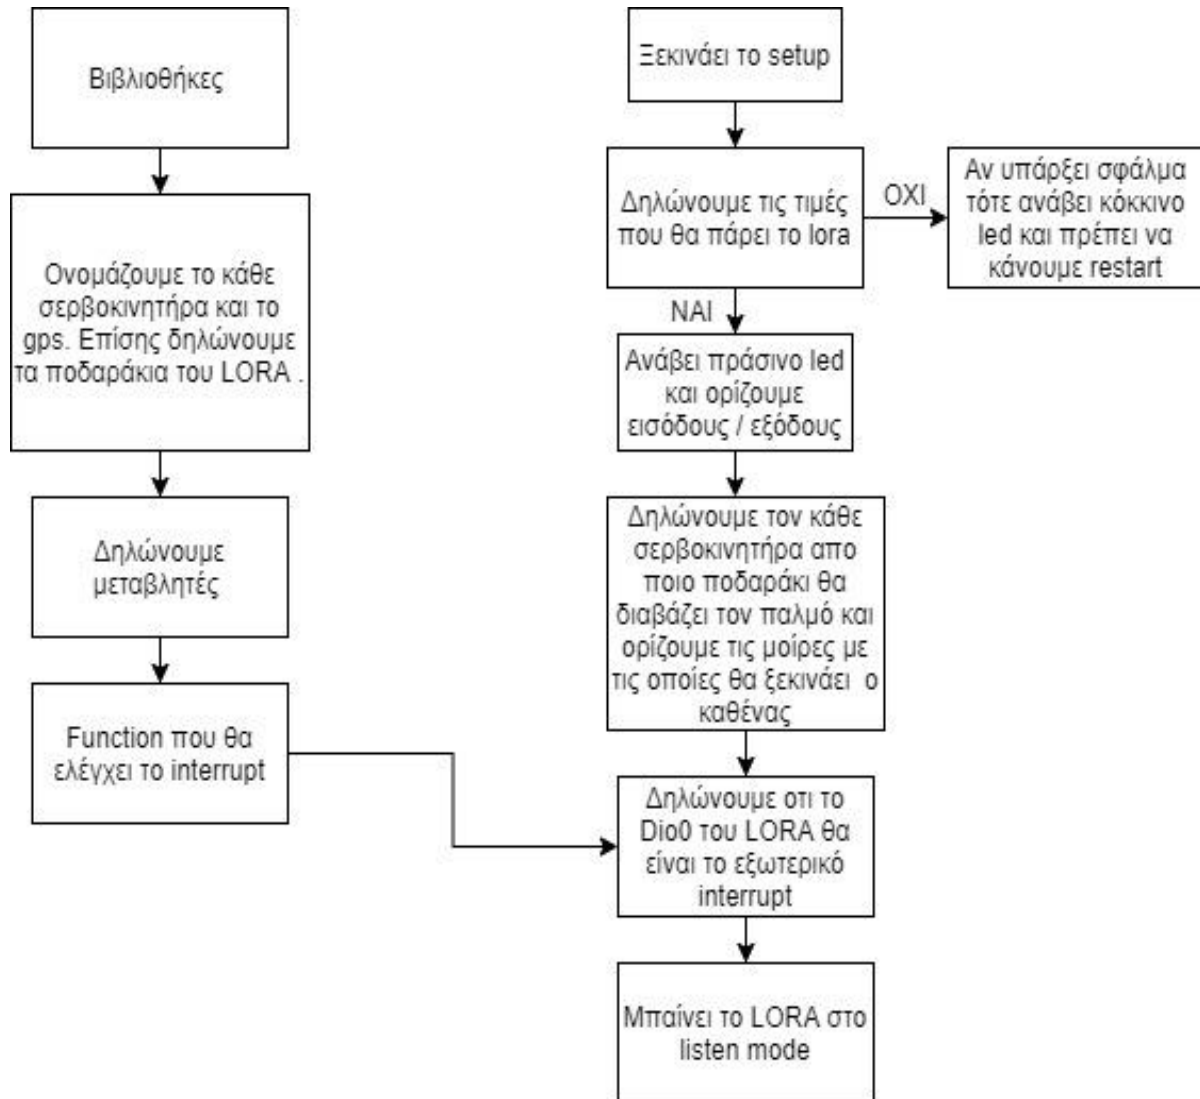 Βιβλιοθήκες
Ονομάζουμε το κάθε
σερβοκινητήρα και το
gps. Επίσης δηλώνουμε
τα ποδαράκια του LORA .
Δηλώνουμε
μεταβλητές
Function που θα
ελέγχει το interrupt
Ξεκινάει το setup
Δηλώνουμε τις τιμές
που θα πάρει το lora
ΟΧΙ
Αν υπάρξει σφάλμα
τότε ανάβει κόκκινο
led και πρέπει να
κάνουμε restart
ΝΑΙ
Ανάβει πράσινο led
και ορίζουμε
εισόδους / εξόδους
Δηλώνουμε τον κάθε
σερβοκινητήρα απο
ποιο ποδαράκι θα
διαβάζει τον παλμό και
ορίζουμε τις μοίρες με
τις οποίες θα ξεκινάει ο
καθένας
Δηλώνουμε οτι το
Dio0 του LORA θα
είναι το εξωτερικό
interrupt
Μπαίνει το LORA στο
listen mode